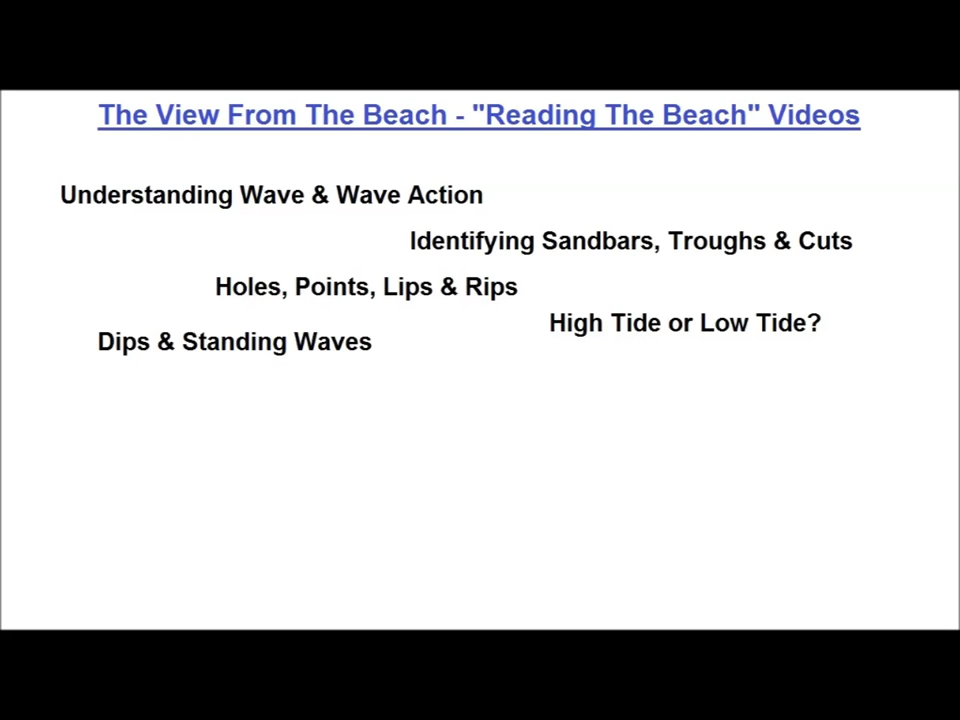 The View From The Beach - "Reading The Beach" Videos
Understanding Wave & Wave Action
Identifying Sandbars, Troughs & Cuts
Holes, Points, Lips & Rips
High Tide or Low Tide?
Dips & Standing Waves